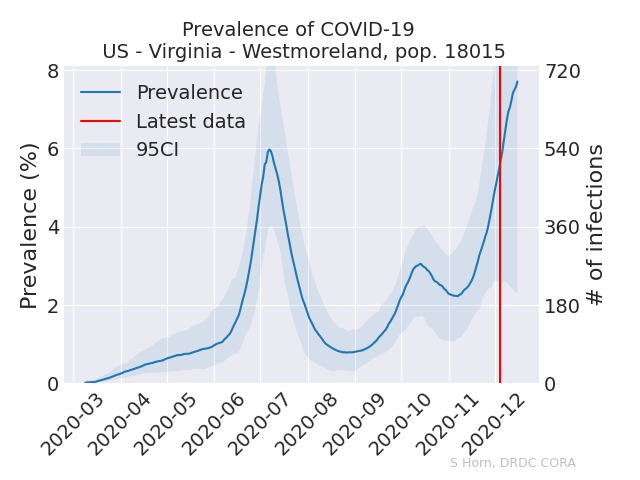 Prevalence of COVID-19
US - Virginia - Westmoreland, pop. 18015
8
6
4
2
0
Prevalence (%)
720
540
360
180
0
# of infections
Prevalence
Latest data
95CI
2020-03
2020-04
2020-05
2020-06
2020-07
2020-08
2020-09
2020-10
2020-11
2020-12
S Horn, DRDC CORA